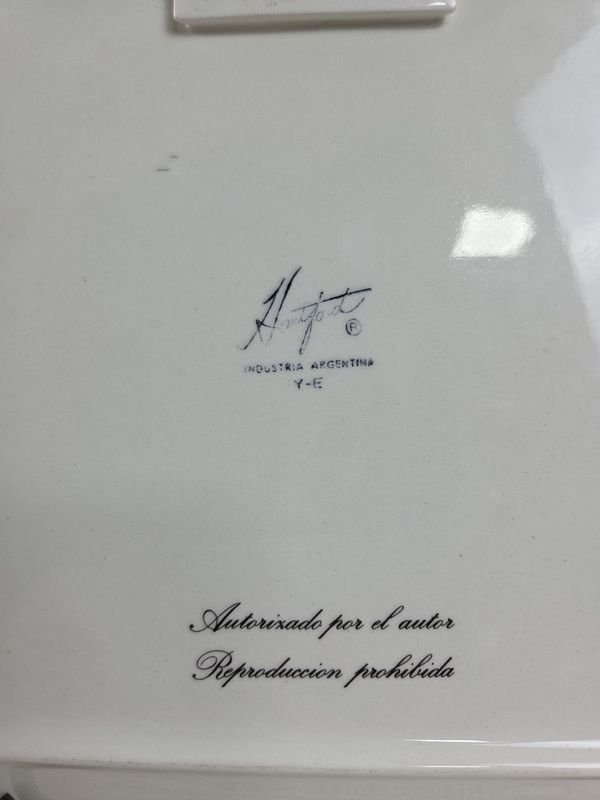 Hartford ®
INDUSTRIA ARGENTINA
Y-E
Autorizado por el autor
Reproduccion prohibida